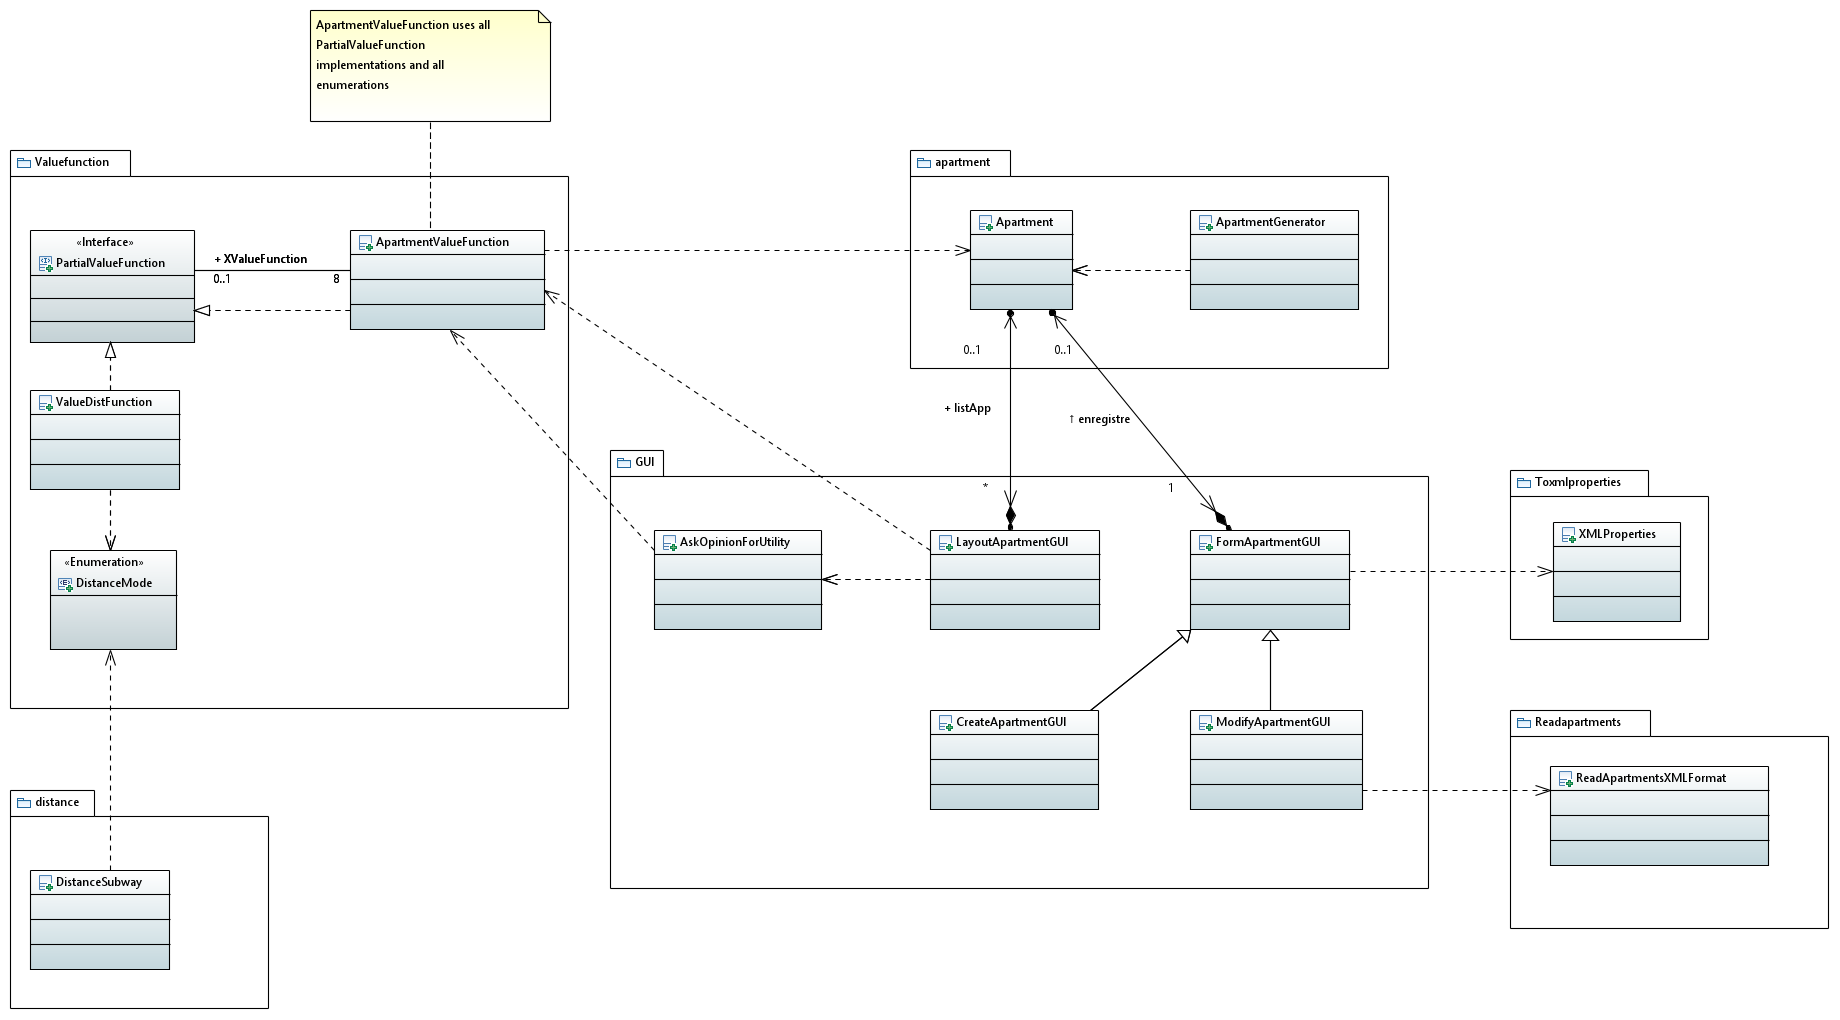 ApartmentValueFunction uses all
PartialValueFunction
implementations and all
enumerations
Valuefunction
«Interface»
PartialValueFunction
+ XValueFunction
0..1
8
ApartmentValueFunction
ValueDistFunction
«Enumeration»
DistanceMode
distance
DistanceSubway
apartment
Apartment
ApartmentGenerator
0..1
0..1
+ listApp
↑ enregistre
*
1
GUI
AskOpinionForUtility
LayoutApartmentGUI
FormApartmentGUI
CreateApartmentGUI
ModifyApartmentGUI
Toxmlproperties
XMLProperties
Readapartments
ReadApartmentsXMLFormat